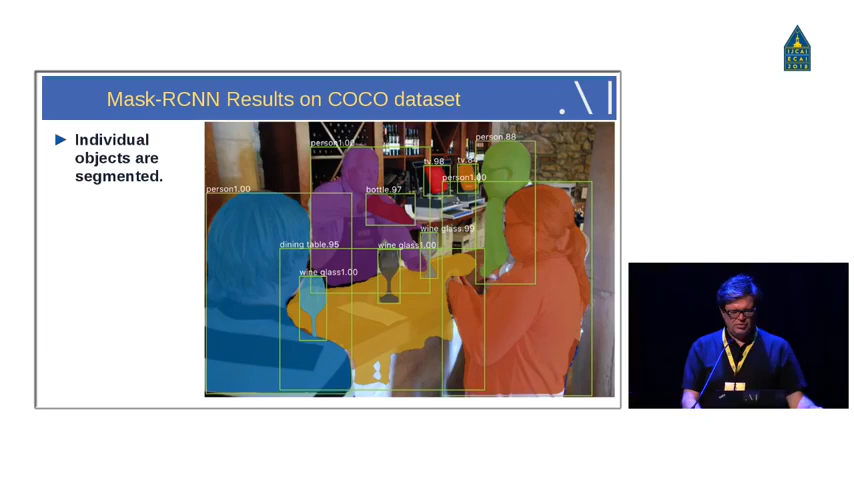 IJCAI
ECAI
2018
Mask-RCNN Results on COCO dataset
Individual
objects are
segmented.
person1.00
person.88
tv.98
person1.00
bottle.97
person1.00
wine glass.99
dining table.95
wine glass1.00
wine glass1.00